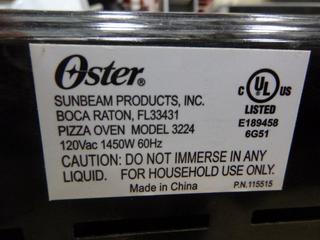 Oster®
SUNBEAM PRODUCTS, INC.
BOCA RATON, FL33431
PIZZA OVEN MODEL 3224
120Vac 1450W 60Hz
CAUTION: DO NOT IMMERSE IN ANY
LIQUID. FOR HOUSEHOLD USE ONLY.
Made in China
P.N.115515
C UL® US
LISTED
E189458
6G51